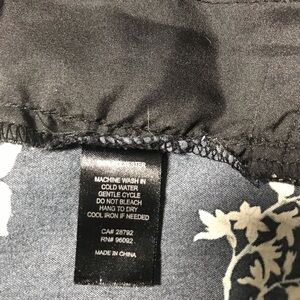 MACHINE WASH IN
COLD WATER
GENTLE CYCLE
DO NOT BLEACH
HANG TO DRY
COOL IRON IF NEEDED
CA# 28792
RN# 96092
MADE IN CHINA